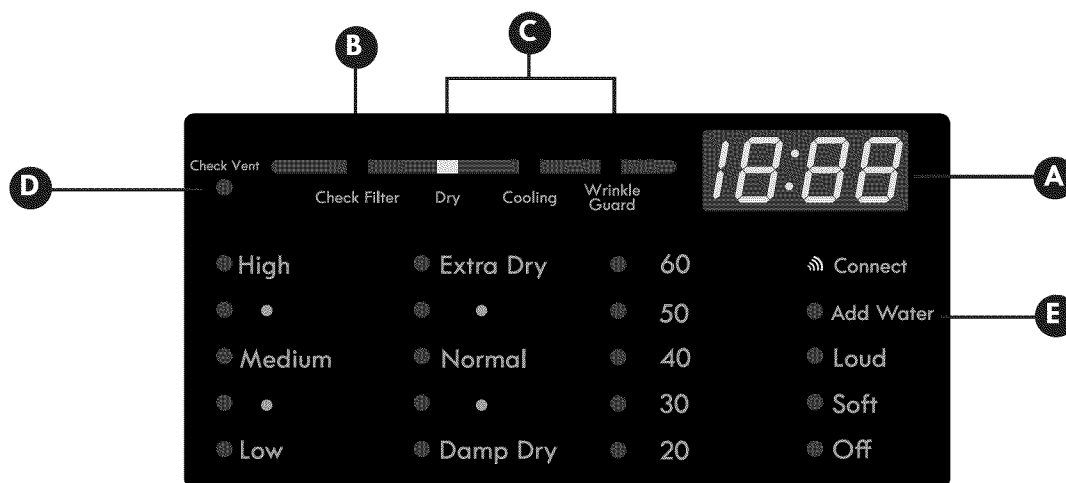 B
C
Check Vent
18:88
A
D
Check Filter
Dry
Cooling
Wrinkle
Guard
High
Extra Dry
60
Connect
50
Add Water
E
Medium
Normal
40
Loud
30
Soft
Low
Damp Dry
20
Off